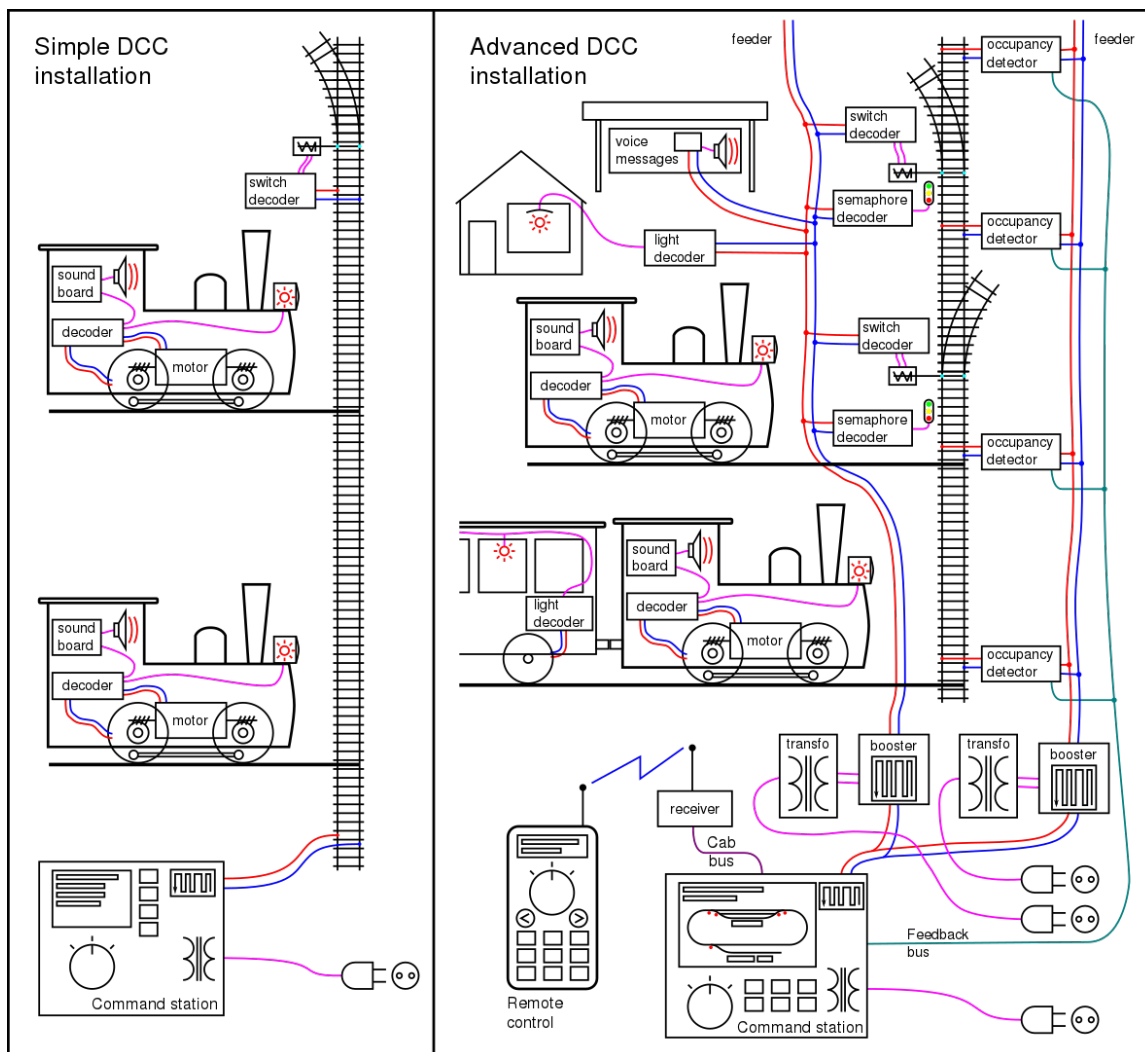 Simple DCC
installation
switch
decoder
sound
board
decoder
motor
sound
board
decoder
motor
Command station
Advanced DCC
installation
feeder
feeder
occupancy
detector
voice
messages
switch
decoder
semaphore
decoder
light
decoder
occupancy
detector
sound
board
decoder
motor
switch
decoder
semaphore
decoder
occupancy
detector
sound
board
light
decoder
decoder
motor
occupancy
detector
transfo
booster
transfo
booster
receiver
Cab
bus
Feedback
bus
Remote
control
Command station